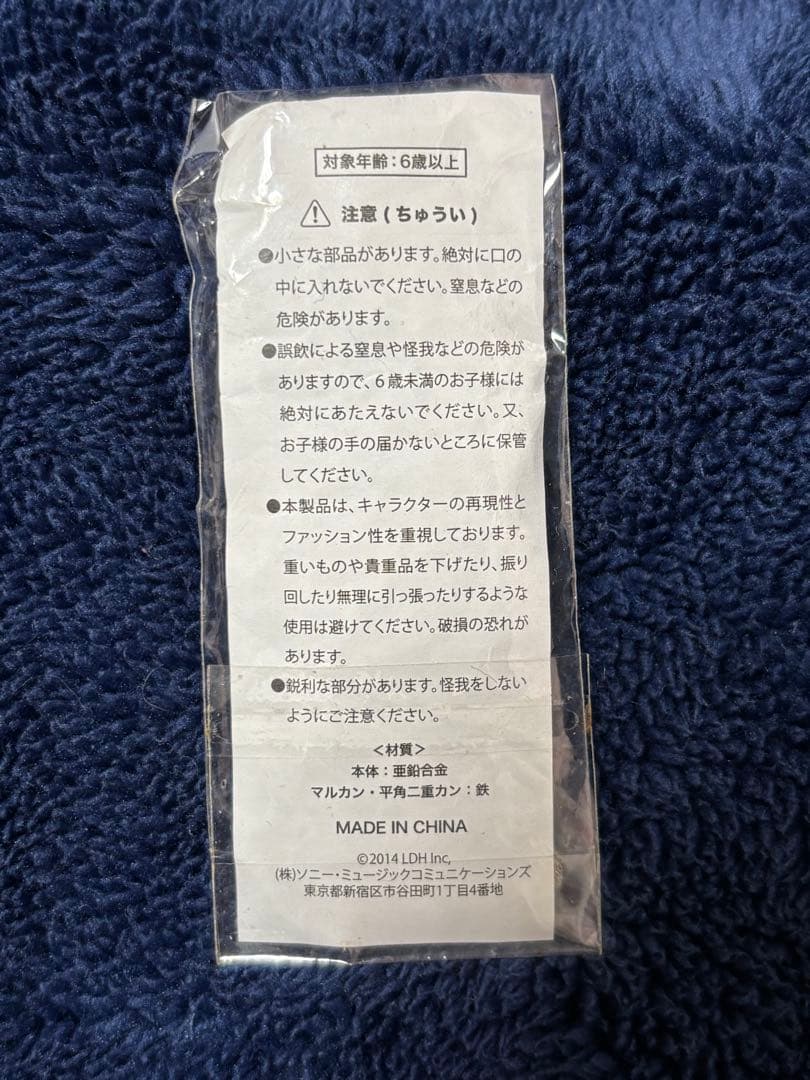 対象年齢：6歳以上
注意(ちゅうい)
●小さな部品があります。絶対に口の
中に入れないでください。窒息などの
危険があります。
●誤飲による窒息や怪我などの危険が
ありますので、６歳未満のお子様には
絶対にあたえないでください。又、
お子様の手の届かないところに保管
してください。
●本製品は、キャラクターの再現性と
ファッション性を重視しております。
重いものや貴重品を下げたり、振り
回したり無理に引っ張ったりするような
使用は避けてください。破損の恐れが
あります。
●鋭利な部分があります。怪我をしない
ようにご注意ください。
＜材質＞
本体：亜鉛合金
マルカン・平角二重カン：鉄
MADE IN CHINA
©2014 LDH Inc,
(株)ソニー・ミュージックコミュニケーションズ
東京都新宿区市谷田町1丁目4番地